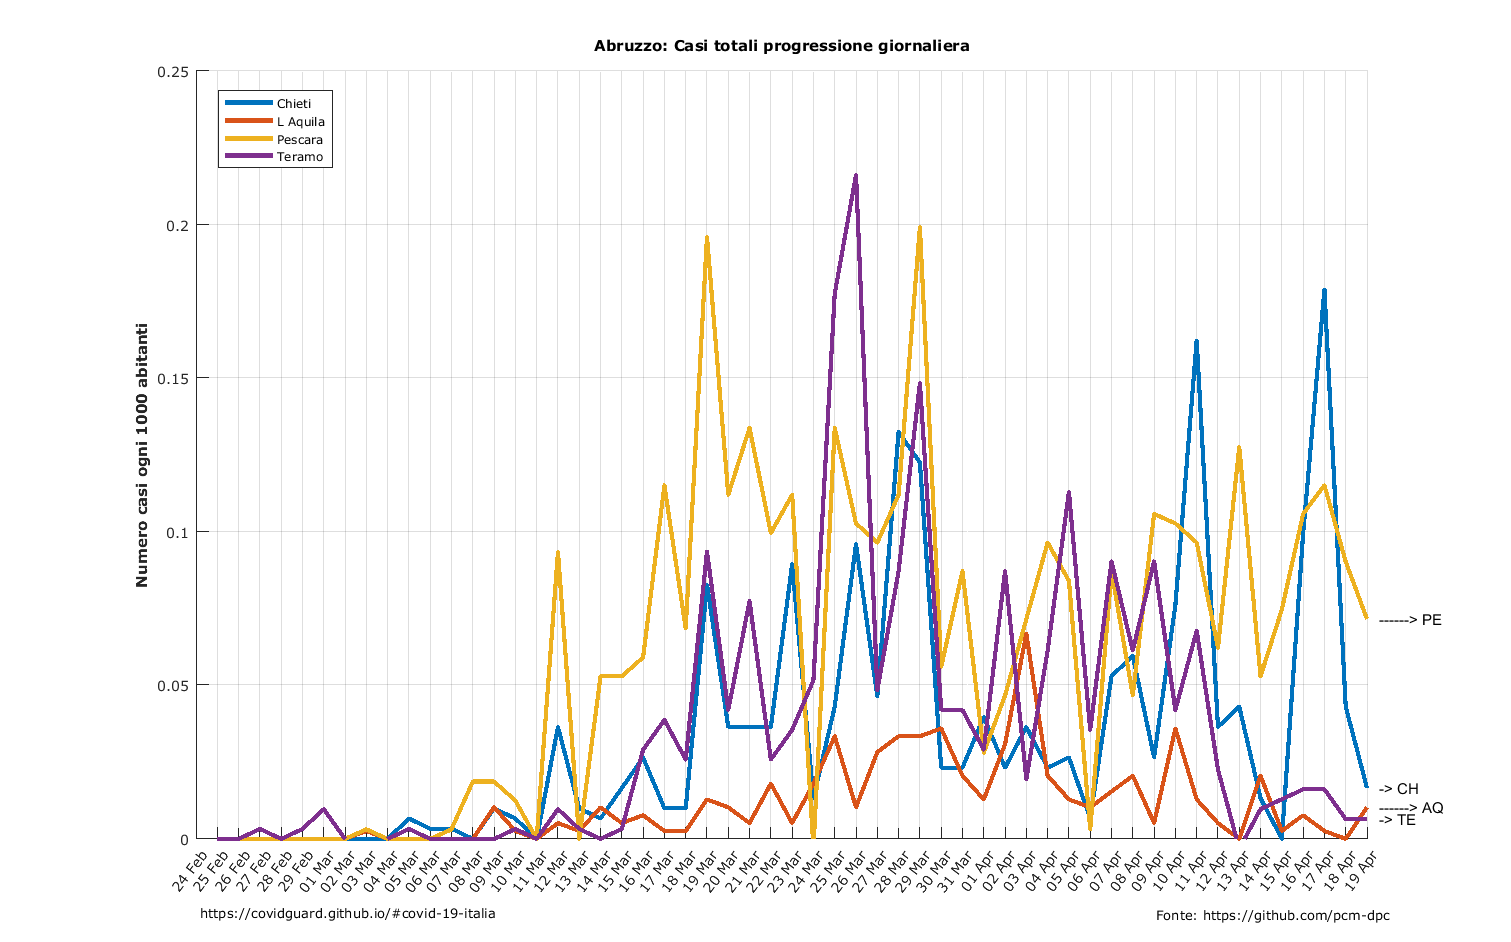 Abruzzo: Casi totali progressione giornaliera
0.25
0.2
0.15
0.1
0.05
0
Numero casi ogni 1000 abitanti
Chieti
L Aquila
Pescara
Teramo
------> PE
-> CH
------> AQ
-> TE
24 Feb
25 Feb
26 Feb
27 Feb
28 Feb
29 Feb
01 Mar
02 Mar
03 Mar
04 Mar
05 Mar
06 Mar
07 Mar
08 Mar
09 Mar
10 Mar
11 Mar
12 Mar
13 Mar
14 Mar
15 Mar
16 Mar
17 Mar
18 Mar
19 Mar
20 Mar
21 Mar
22 Mar
23 Mar
24 Mar
25 Mar
26 Mar
27 Mar
28 Mar
29 Mar
30 Mar
31 Mar
01 Apr
02 Apr
03 Apr
04 Apr
05 Apr
06 Apr
07 Apr
08 Apr
09 Apr
10 Apr
11 Apr
12 Apr
13 Apr
14 Apr
15 Apr
16 Apr
17 Apr
18 Apr
19 Apr
https://covidguard.github.io/#covid-19-italia
Fonte: https://github.com/pcm-dpc